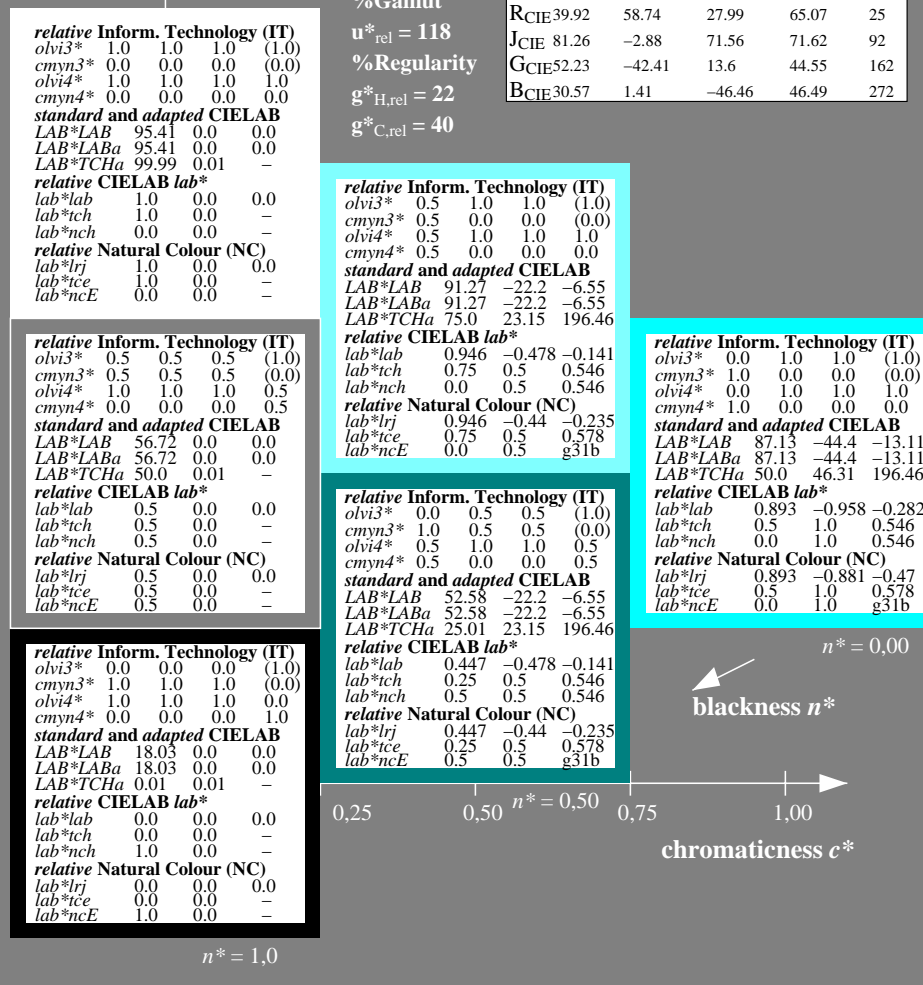 %Gamut
u*rel = 118
%Regularity
g*H,rel = 22
g*C,rel = 40
RCIE 39.92 58.74 27.99 65.07 25
JCIE 81.26 −2.88 71.56 71.62 92
GCIE 52.23 −42.41 13.6 44.55 162
BCIE 30.57 1.41 −46.46 46.49 272
relative Inform. Technology (IT)
olvi3* 1.0 1.0 1.0 (1.0)
cmyn3* 0.0 0.0 0.0 (0.0)
olvi4* 1.0 1.0 1.0 1.0
cmyn4* 0.0 0.0 0.0 0.0
standard and adapted CIELAB
LAB*LAB 95.41 0.0 0.0
LAB*LABa 95.41 0.0 0.0
LAB*TCHa 99.99 0.01 –
relative CIELAB lab*
lab*lab 1.0 0.0 0.0
lab*tch 1.0 0.0 –
lab*nch 0.0 0.0 –
relative Natural Colour (NC)
lab*lrj 1.0 0.0 0.0
lab*tce 1.0 0.0 –
lab*ncE 0.0 0.0 –
relative Inform. Technology (IT)
olvi3* 0.5 1.0 1.0 (1.0)
cmyn3* 0.5 0.0 0.0 (0.0)
olvi4* 0.5 1.0 1.0 1.0
cmyn4* 0.5 0.0 0.0 0.0
standard and adapted CIELAB
LAB*LAB 91.27 −22.2 −6.55
LAB*LABa 91.27 −22.2 −6.55
LAB*TCHa 75.0 23.15 196.46
relative CIELAB lab*
lab*lab 0.946 −0.478 −0.141
lab*tch 0.75 0.5 0.546
lab*nch 0.0 0.5 0.546
relative Natural Colour (NC)
lab*lrj 0.946 −0.44 −0.235
lab*tce 0.75 0.5 0.578
lab*ncE 0.0 0.5 g31b
relative Inform. Technology (IT)
olvi3* 0.5 0.5 0.5 (1.0)
cmyn3* 0.5 0.5 0.5 (0.0)
olvi4* 1.0 1.0 1.0 0.5
cmyn4* 0.0 0.0 0.0 0.5
standard and adapted CIELAB
LAB*LAB 56.72 0.0 0.0
LAB*LABa 56.72 0.0 0.0
LAB*TCHa 50.0 0.01 –
relative CIELAB lab*
lab*lab 0.5 0.0 0.0
lab*tch 0.5 0.0 –
lab*nch 0.5 0.0 –
relative Natural Colour (NC)
lab*lrj 0.5 0.0 0.0
lab*tce 0.5 0.0 –
lab*ncE 0.5 0.0 –
relative Inform. Technology (IT)
olvi3* 0.0 1.0 1.0 (1.0)
cmyn3* 1.0 0.0 0.0 (0.0)
olvi4* 0.0 1.0 1.0 1.0
cmyn4* 1.0 0.0 0.0 0.0
standard and adapted CIELAB
LAB*LAB 87.13 −44.4 −13.11
LAB*LABa 87.13 −44.4 −13.11
LAB*TCHa 50.0 46.31 196.46
relative CIELAB lab*
lab*lab 0.893 −0.958 −0.282
lab*tch 0.5 1.0 0.546
lab*nch 0.0 1.0 0.546
relative Natural Colour (NC)
lab*lrj 0.893 −0.881 −0.47
lab*tce 0.5 1.0 0.578
lab*ncE 0.0 1.0 g31b
relative Inform. Technology (IT)
olvi3* 0.0 0.5 0.5 (1.0)
cmyn3* 1.0 0.5 0.5 (0.0)
olvi4* 0.5 1.0 1.0 0.5
cmyn4* 0.5 0.0 0.0 0.5
standard and adapted CIELAB
LAB*LAB 52.58 −22.2 −6.55
LAB*LABa 52.58 −22.2 −6.55
LAB*TCHa 25.01 23.15 196.46
relative CIELAB lab*
lab*lab 0.447 −0.478 −0.141
lab*tch 0.25 0.5 0.546
lab*nch 0.5 0.5 0.546
relative Natural Colour (NC)
lab*lrj 0.447 −0.44 −0.235
lab*tce 0.25 0.5 0.578
lab*ncE 0.5 0.5 g31b
n* = 0,00
blackness n*
relative Inform. Technology (IT)
olvi3* 0.0 0.0 0.0 (1.0)
cmyn3* 1.0 1.0 1.0 (0.0)
olvi4* 1.0 1.0 1.0 0.0
cmyn4* 0.0 0.0 0.0 1.0
standard and adapted CIELAB
LAB*LAB 18.03 0.0 0.0
LAB*LABa 18.03 0.0 0.0
LAB*TCHa 0.01 0.01 –
relative CIELAB lab*
lab*lab 0.0 0.0 0.0
lab*tch 0.0 0.0 –
lab*nch 1.0 0.0 –
relative Natural Colour (NC)
lab*lrj 0.0 0.0 0.0
lab*tce 0.0 0.0 –
lab*ncE 1.0 0.0 –
0,25 0,50 n* = 0,50 0,75 1,00
chromaticness c*
n* = 1,0